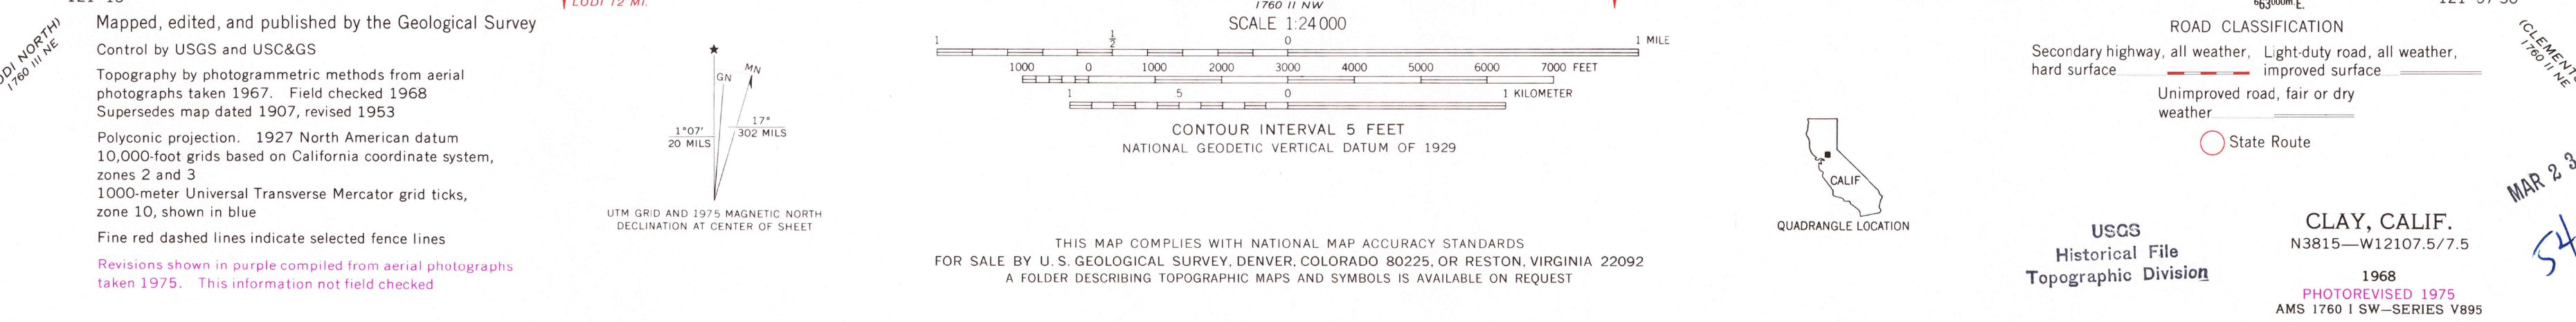 LODI 12 MI.
1760 II NW
663000m.E.
(LODI NORTH)
1760 III NE
Mapped, edited, and published by the Geological Survey
Control by USGS and USC&GS
Topography by photogrammetric methods from aerial
photographs taken 1967. Field checked 1968
Supersedes map dated 1907, revised 1953
Polyconic projection. 1927 North American datum
10,000-foot grids based on California coordinate system,
zones 2 and 3
1000-meter Universal Transverse Mercator grid ticks,
zone 10, shown in blue
Fine red dashed lines indicate selected fence lines
Revisions shown in purple compiled from aerial photographs
taken 1975. This information not field checked
★
GN
MN
1°07′
20 MILS
17°
302 MILS
UTM GRID AND 1975 MAGNETIC NORTH
DECLINATION AT CENTER OF SHEET
SCALE 1:24 000
1 ½ 0 1 MILE
1000 0 1000 2000 3000 4000 5000 6000 7000 FEET
1 .5 0 1 KILOMETER
CONTOUR INTERVAL 5 FEET
NATIONAL GEODETIC VERTICAL DATUM OF 1929
THIS MAP COMPLIES WITH NATIONAL MAP ACCURACY STANDARDS
FOR SALE BY U. S. GEOLOGICAL SURVEY, DENVER, COLORADO 80225, OR RESTON, VIRGINIA 22092
A FOLDER DESCRIBING TOPOGRAPHIC MAPS AND SYMBOLS IS AVAILABLE ON REQUEST
CALIF
QUADRANGLE LOCATION
ROAD CLASSIFICATION
Secondary highway, all weather,
hard surface
Light-duty road, all weather,
improved surface
Unimproved road, fair or dry
weather
State Route
1760 II NE
USGS
Historical File
Topographic Division
MAR 23
54
CLAY, CALIF.
N3815—W12107.5/7.5
1968
PHOTOREVISED 1975
AMS 1760 I SW—SERIES V895